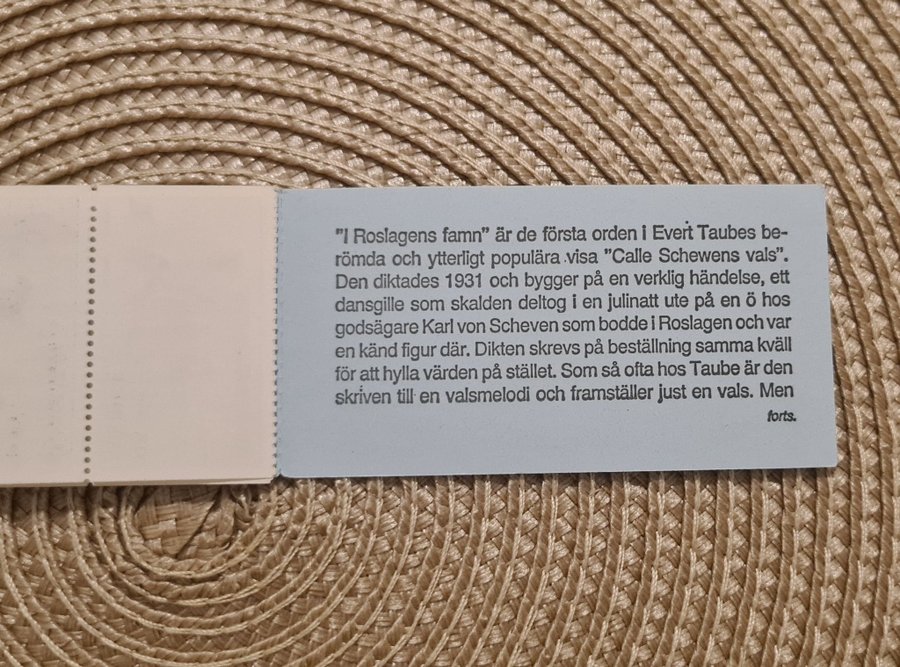 "I Roslagens famn" är de första orden i Evert Taubes be-
römda och ytterligt populära visa "Calle Schewens vals".
Den diktades 1931 och bygger på en verklig händelse, ett
dansgille som skalden deltog i en julinatt ute på en ö hos
godsägare Karl von Scheven som bodde i Roslagen och var
en känd figur där. Dikten skrevs på beställning samma kväll
för att hylla värden på stället. Som så ofta hos Taube är den
skriven till en valsmelodi och framställer just en vals. Men
forts.